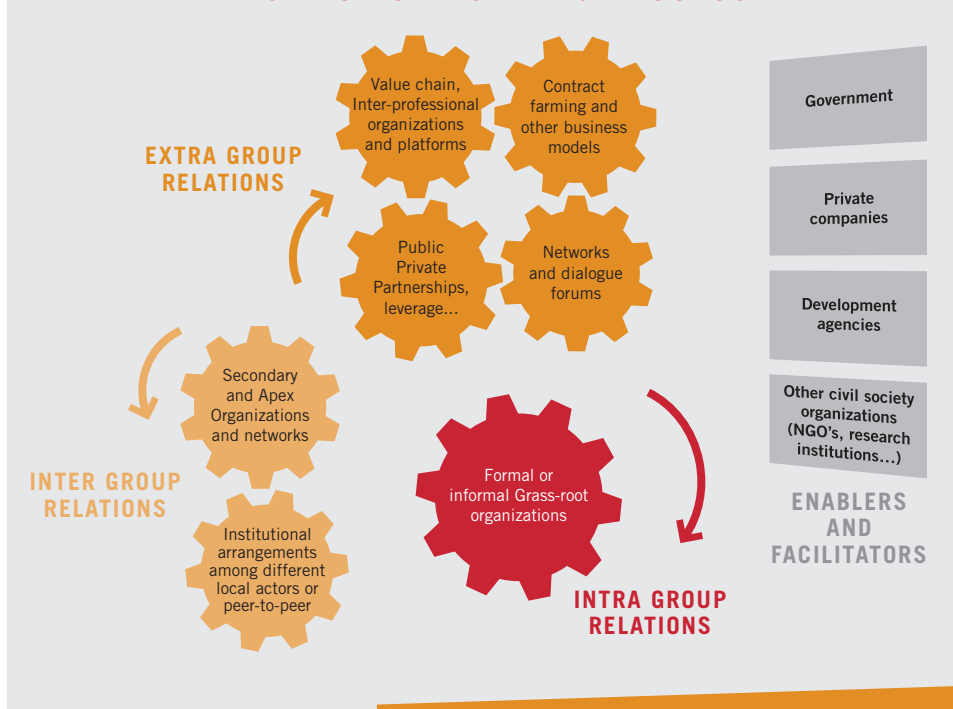 Value chain,
Inter-professional
organizations
and platforms
Contract
farming and
other business
models
EXTRA GROUP
RELATIONS
Public
Private
Partnerships,
leverage...
Networks
and dialogue
forums
Secondary
and Apex
Organizations
and networks
INTER GROUP
RELATIONS
Institutional
arrangements
among different
local actors or
peer-to-peer
Formal or
informal Grass-root
organizations
INTRA GROUP
RELATIONS
Government
Private
companies
Development
agencies
Other civil society
organizations
(NGO's, research
institutions...)
ENABLERS
AND
FACILITATORS